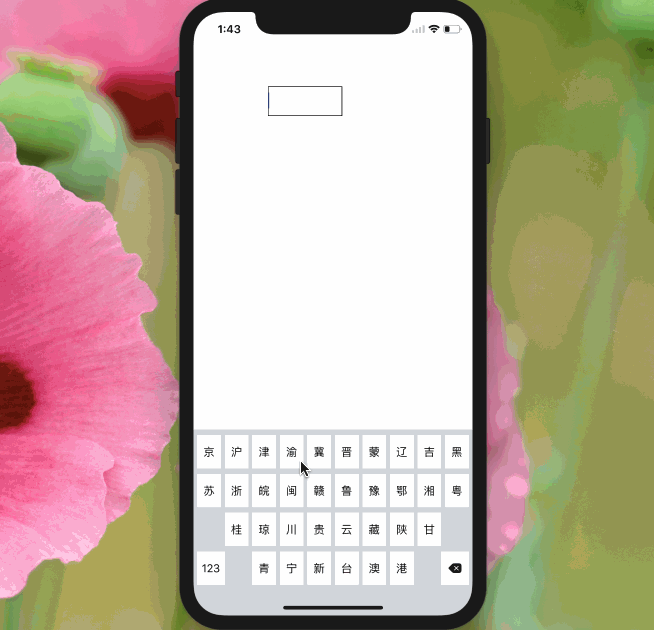 1:43
京 沪 津 渝 冀 晋 蒙 辽 吉 黑
苏 浙 皖 闽 赣 鲁 豫 鄂 湘 粤
桂 琼 川 贵 云 藏 陕 甘
123 青 宁 新 台 澳 港